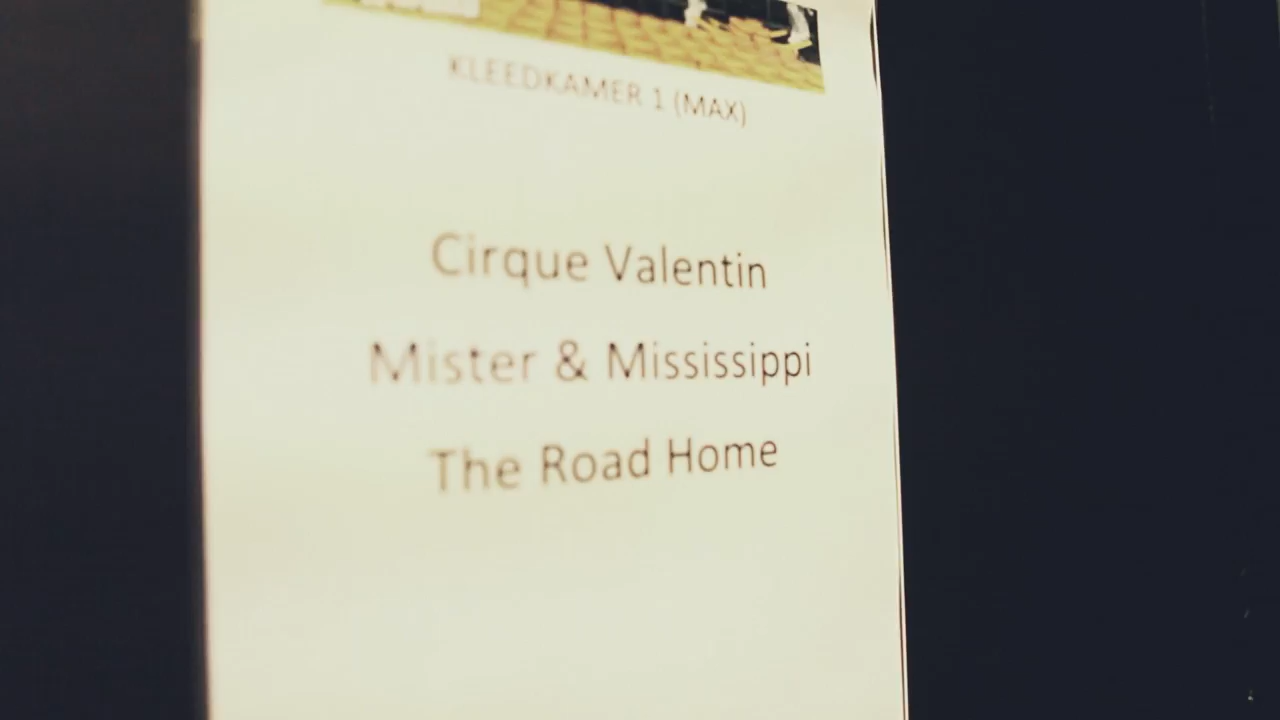 KLEEDKAMER 1 (MAX)
Cirque Valentin
Mister & Mississippi
The Road Home